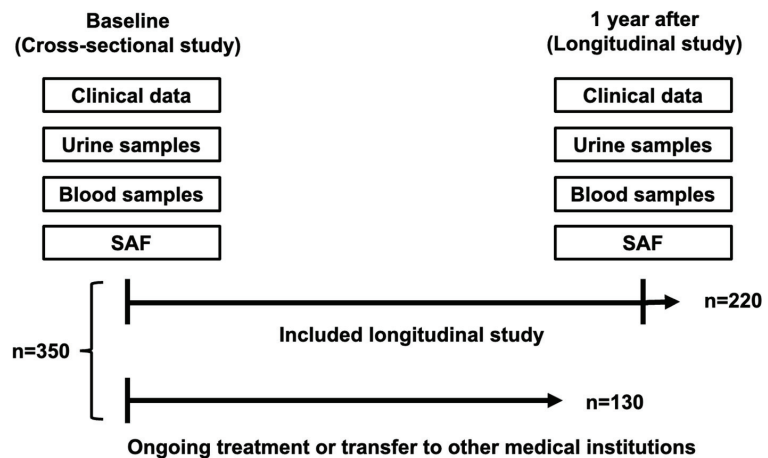 Baseline
(Cross-sectional study)
1 year after
(Longitudinal study)
Clinical data
Clinical data
Urine samples
Urine samples
Blood samples
Blood samples
SAF
SAF
n=220
Included longitudinal study
n=350
n=130
Ongoing treatment or transfer to other medical institutions